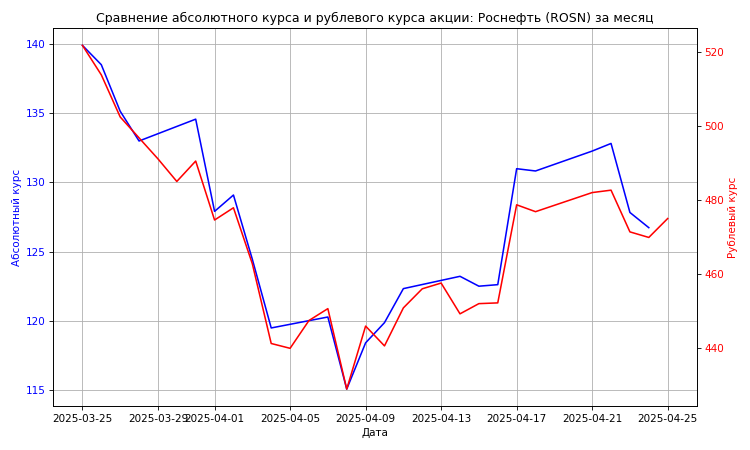 Сравнение абсолютного курса и рублевого курса акции: Роснефть (ROSN) за месяц
140
135
130
125
120
115
Абсолютный курс
520
500
480
460
440
Рублевый курс
2025-03-25 2025-03-29 2025-04-01 2025-04-05 2025-04-09 2025-04-13 2025-04-17 2025-04-21 2025-04-25
Дата